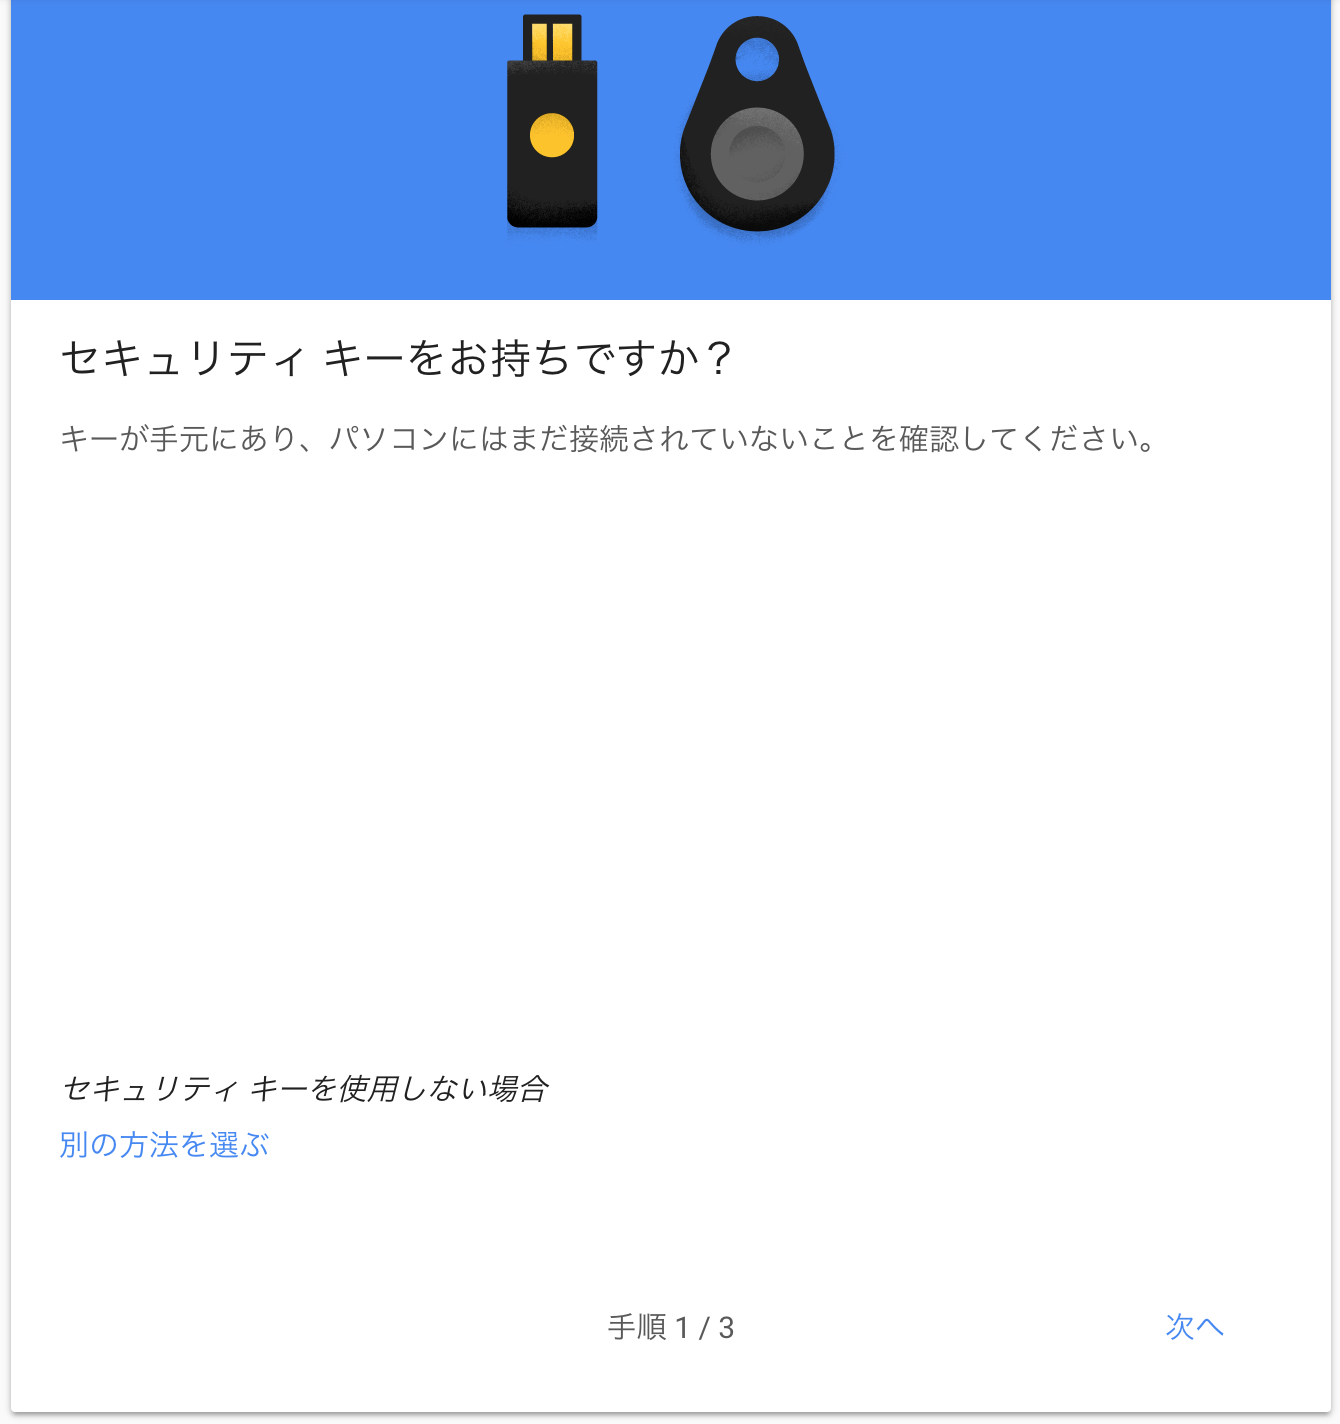 セキュリティ キーをお持ちですか？
キーが手元にあり、パソコンにはまだ接続されていないことを確認してください。
セキュリティ キーを使用しない場合
別の方法を選ぶ
手順 1 / 3
次へ